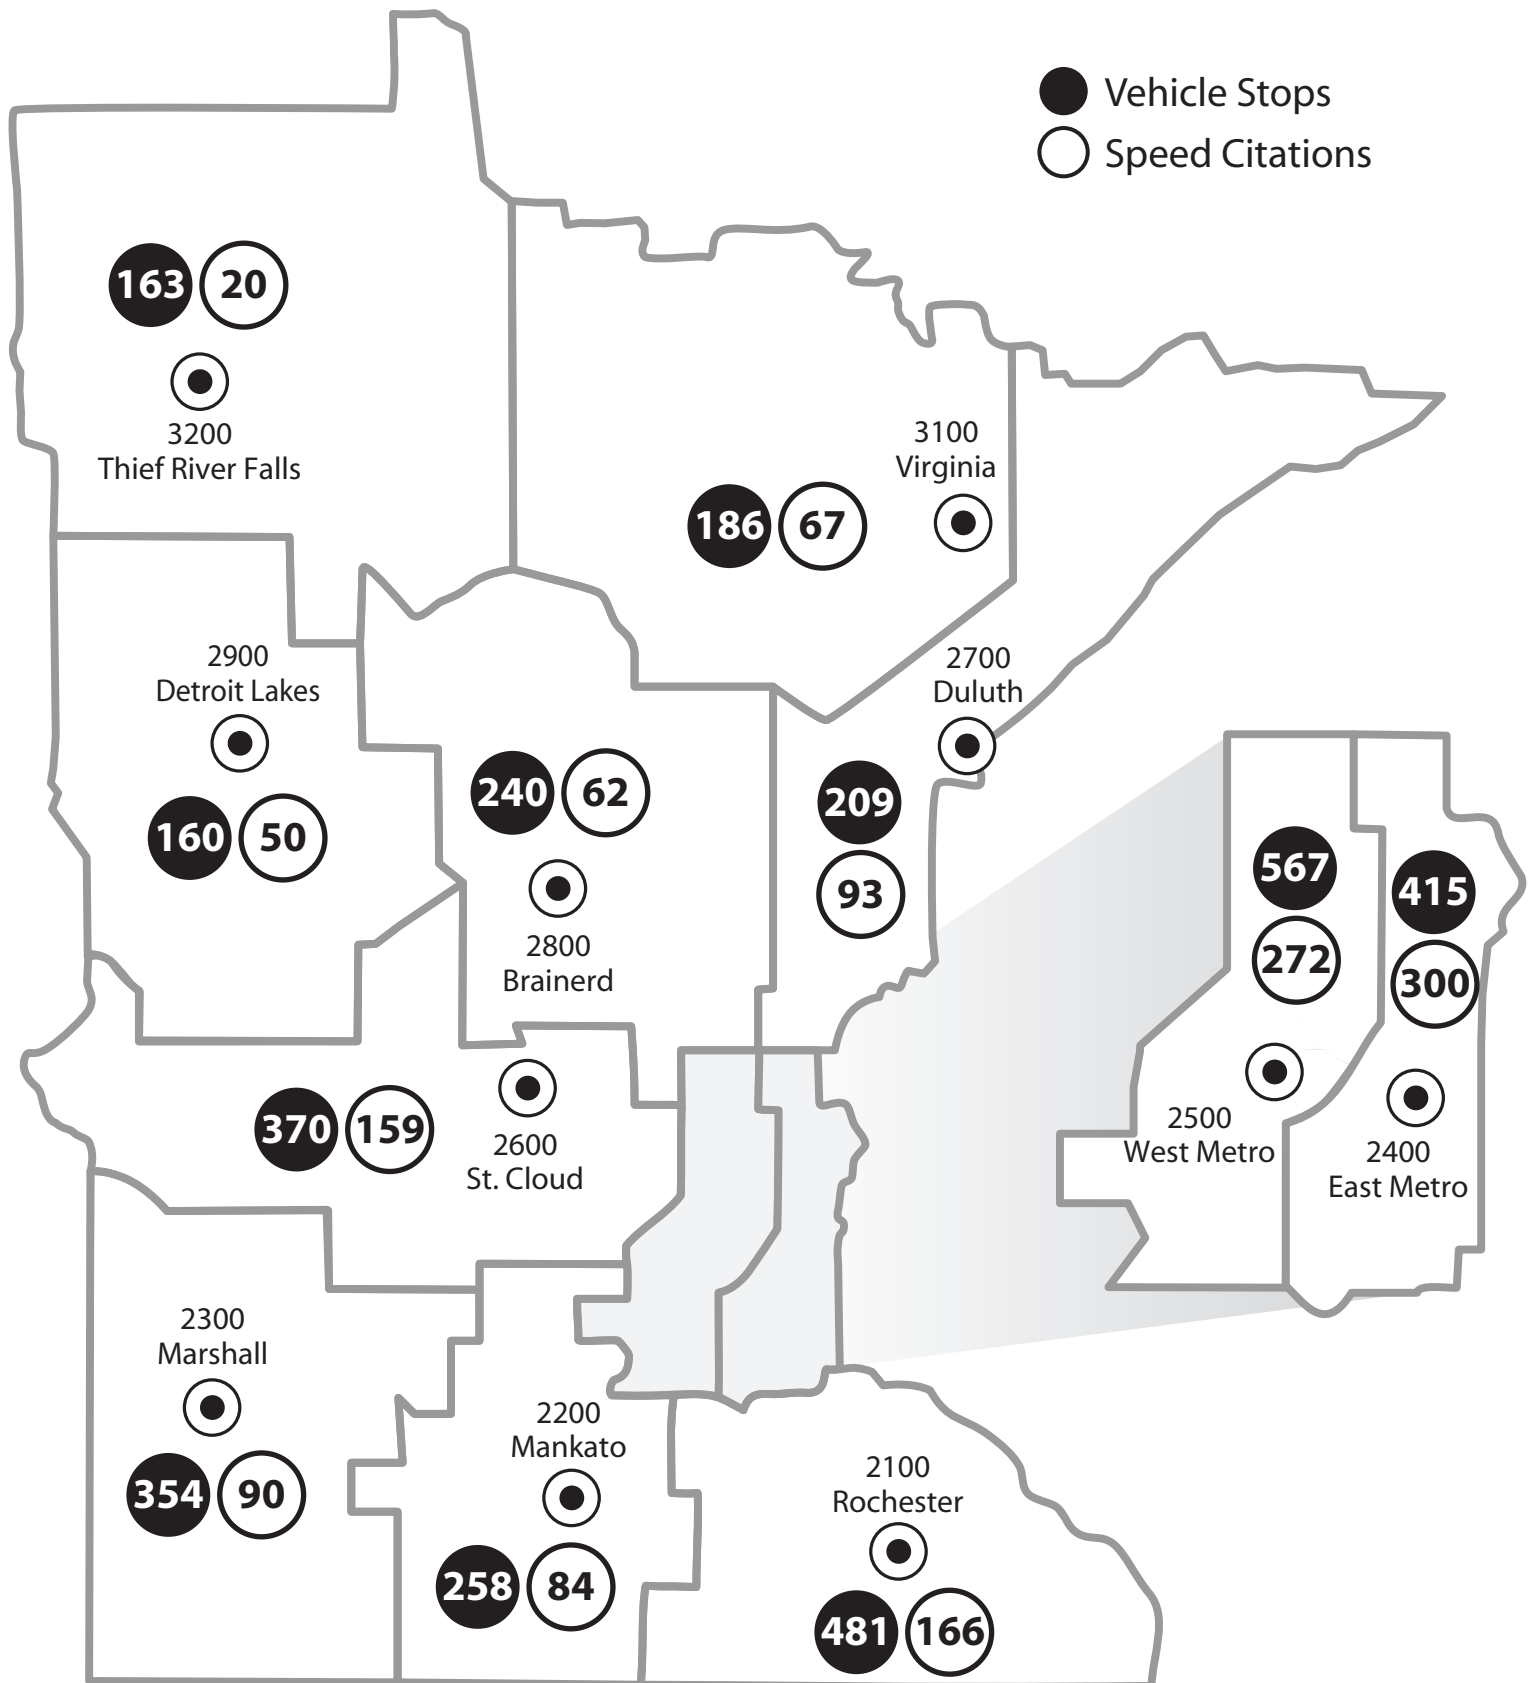 Vehicle Stops
Speed Citations
163 20
3200
Thief River Falls
3100
Virginia
186 67
2900
Detroit Lakes
160 50
240 62
2800
Brainerd
2700
Duluth
209
93
567
272
2500
West Metro
415
300
2400
East Metro
370 159
2600
St. Cloud
2300
Marshall
354 90
2200
Mankato
258 84
2100
Rochester
481 166